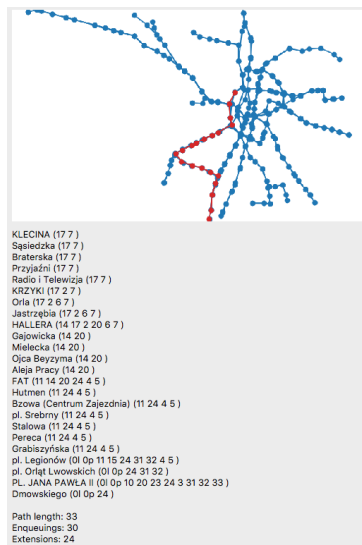 KLECINA (17 7 )
Sąsiedzka (17 7 )
Braterska (17 7 )
Przyjaźni (17 7 )
Radio i Telewizja (17 7 )
KRZYKI (17 2 7 )
Orla (17 2 6 7 )
Jastrzębia (17 2 6 7 )
HALLERA (14 17 2 20 6 7 )
Gajowicka (14 20 )
Mielecka (14 20 )
Ojca Beyzyma (14 20 )
Aleja Pracy (14 20 )
FAT (11 14 20 24 4 5 )
Hutmen (11 24 4 5 )
Bzowa (Centrum Zajezdnia) (11 24 4 5 )
pl. Srebrny (11 24 4 5 )
Stalowa (11 24 4 5 )
Pereca (11 24 4 5 )
Grabiszyńska (11 24 4 5 )
pl. Legionów (0l 0p 11 15 24 31 32 4 5 )
pl. Orląt Lwowskich (0l 0p 24 31 32 )
PL. JANA PAWŁA II (0l 0p 10 20 23 24 3 31 32 33 )
Dmowskiego (0l 0p 24 )
Path length: 33
Enqueuings: 30
Extensions: 24